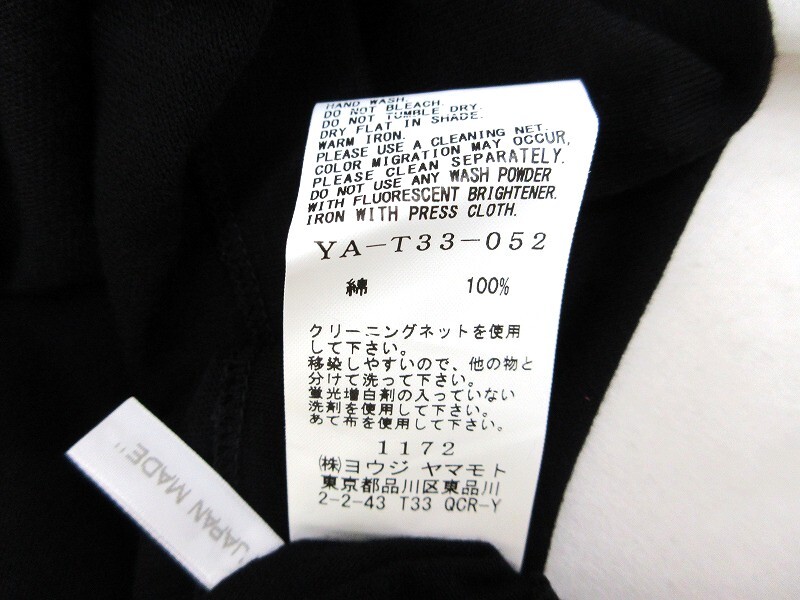 HAND WASH.
DO NOT BLEACH.
DO NOT TUMBLE DRY.
DRY FLAT IN SHADE.
WARM IRON.
PLEASE USE A CLEANING NET.
COLOR MIGRATION MAY OCCUR,
PLEASE CLEAN SEPARATELY.
DO NOT USE ANY WASH POWDER
WITH FLUORESCENT BRIGHTENER.
IRON WITH PRESS CLOTH.
YA-T33-052
綿 100%
クリーニングネットを使用
して下さい。
移染しやすいので、他の物と
分けて洗って下さい。
蛍光増白剤の入っていない
洗剤を使用して下さい。
あて布を使用して下さい。
1172
㈱ヨウジ ヤマモト
東京都品川区東品川
2-2-43 T33 QCR-Y
"JAPAN MADE"